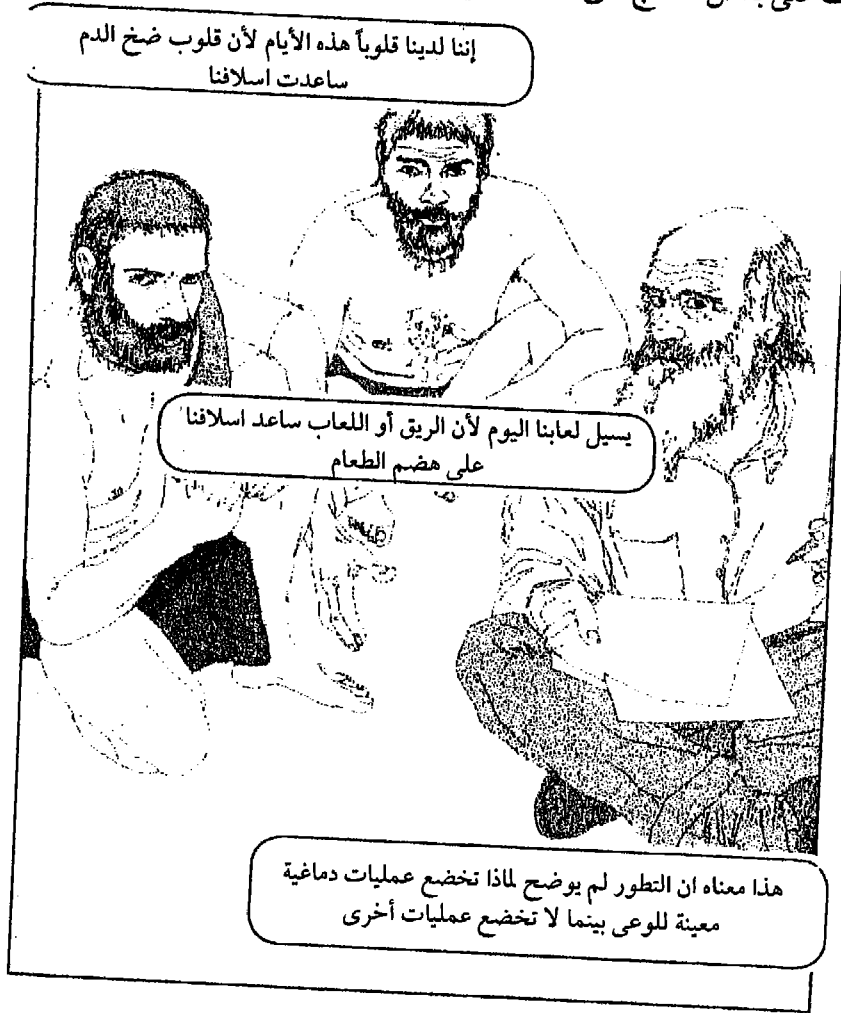 إننا لدينا قلوباً هذه الأيام لأن قلوب ضخ الدم
ساعدت اسلافنا
يسيل لعابنا اليوم لأن الريق أو اللعاب ساعد اسلافنا
على هضم الطعام
هذا معناه ان التطور لم يوضح لماذا تخضع عمليات دماغية
معينة للوعى بينما لا تخضع عمليات أخرى